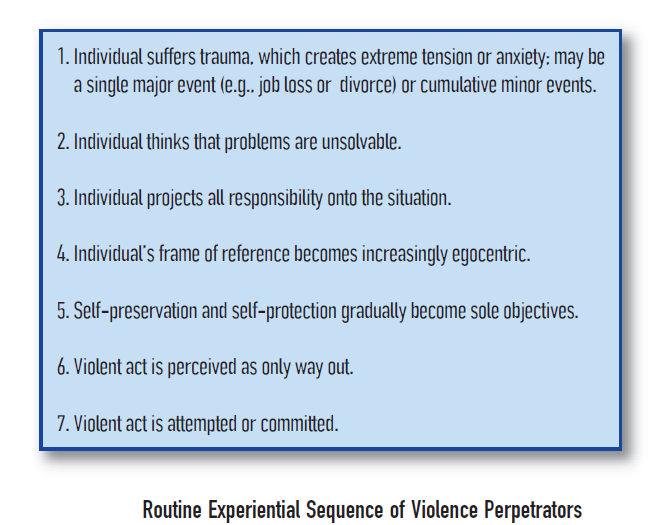 1. Individual suffers trauma, which creates extreme tension or anxiety; may be
a single major event (e.g., job loss or divorce) or cumulative minor events.
2. Individual thinks that problems are unsolvable.
3. Individual projects all responsibility onto the situation.
4. Individual's frame of reference becomes increasingly egocentric.
5. Self-preservation and self-protection gradually become sole objectives.
6. Violent act is perceived as only way out.
7. Violent act is attempted or committed.
Routine Experiential Sequence of Violence Perpetrators